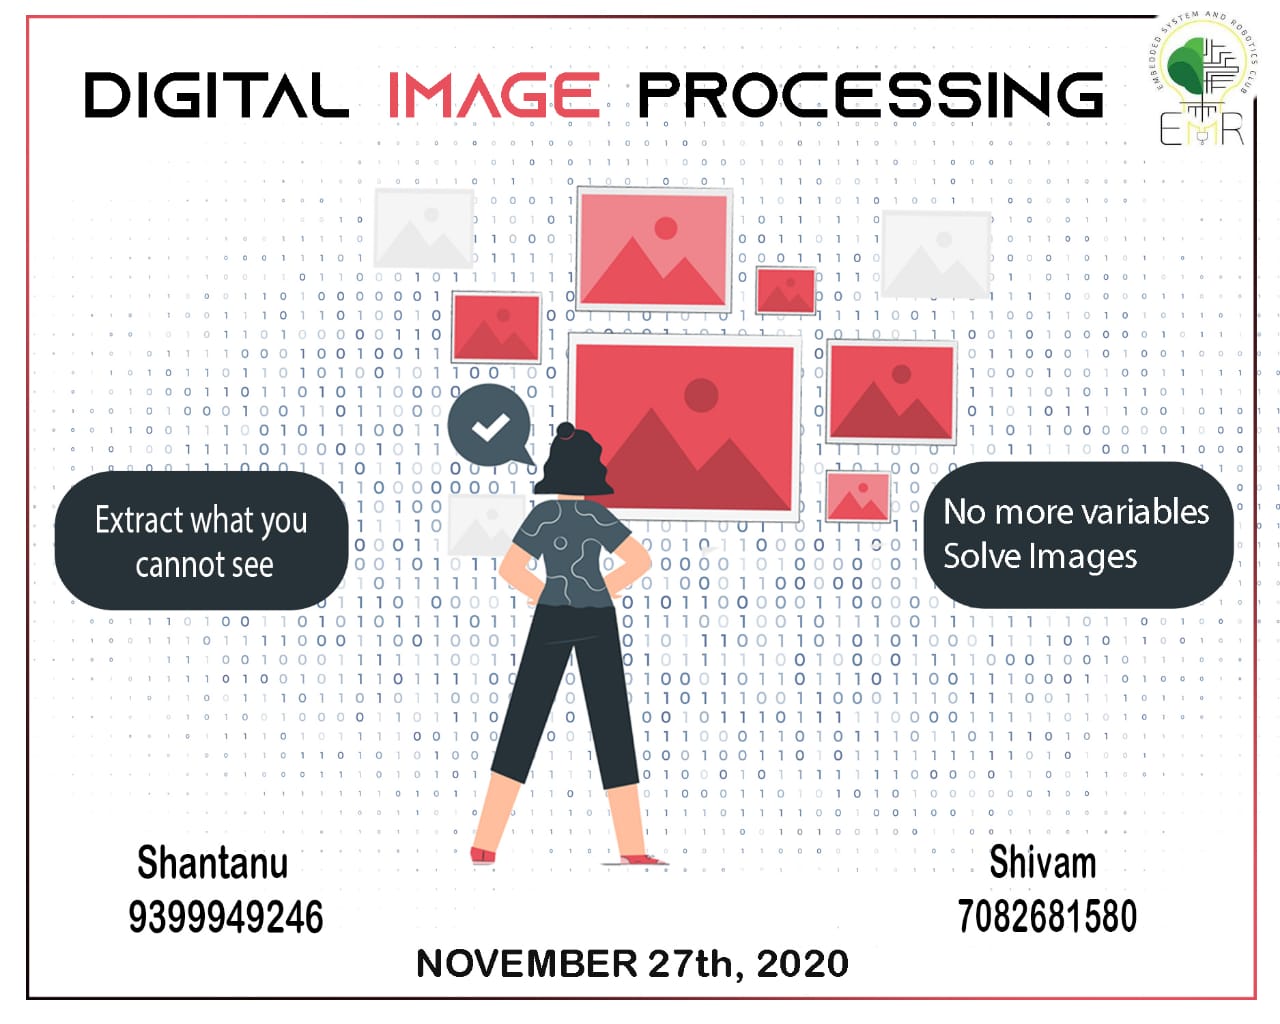 DIGITAL IMAGE PROCESSING
EMBEDDED SYSTEM AND ROBOTICS CLUB
EMR
Extract what you
cannot see
No more variables
Solve Images
Shantanu
9399949246
Shivam
7082681580
NOVEMBER 27th, 2020